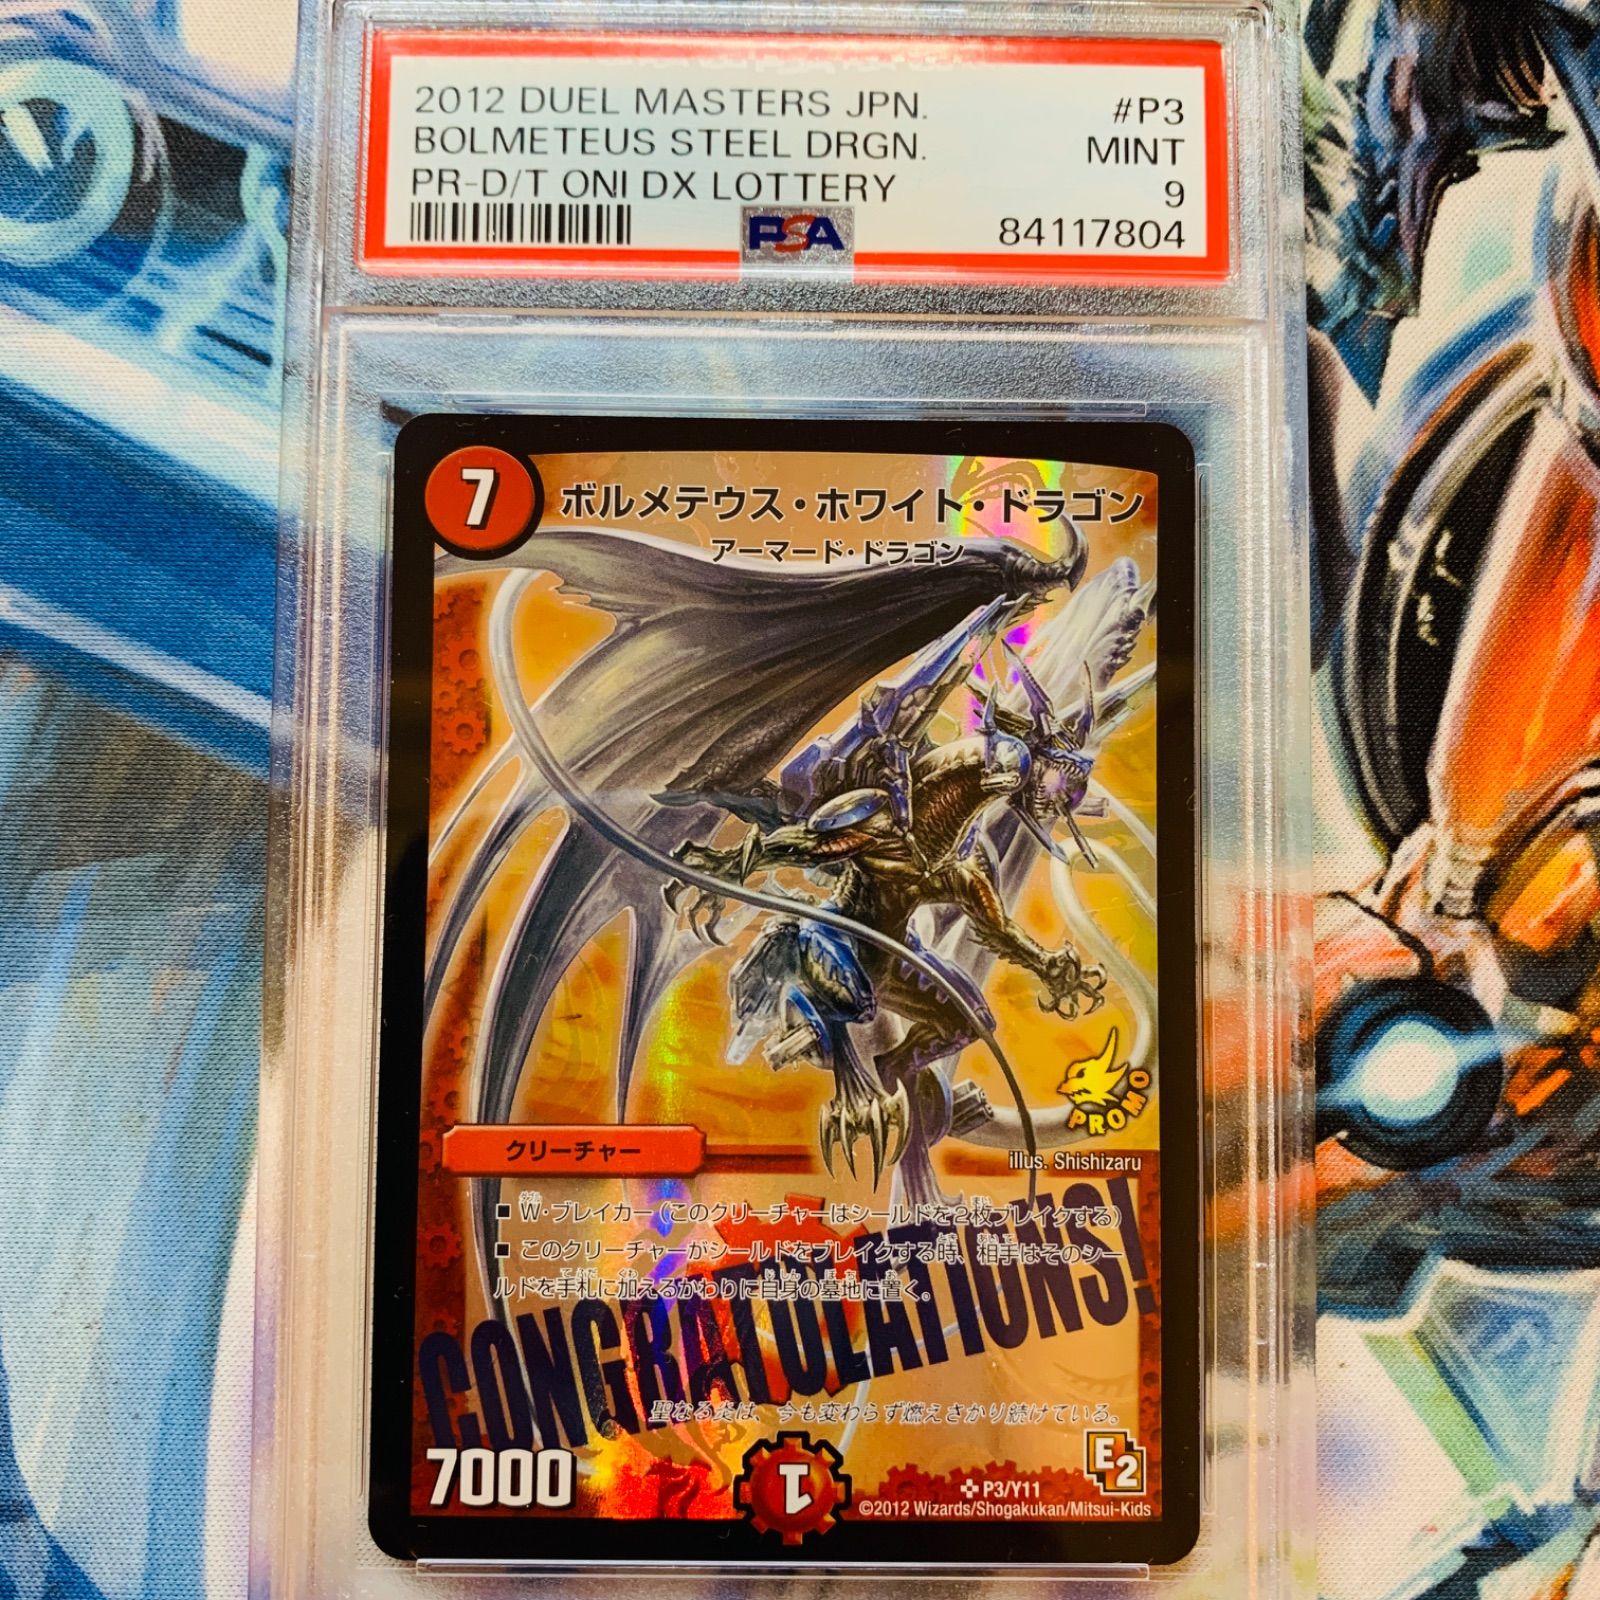 2012 DUEL MASTERS JPN. #P3
BOLMETEUS STEEL DRGN. MINT
PR-D/T ONI DX LOTTERY 9
PSA 84117804
7
ボルメテウス・ホワイト・ドラゴン
アーマード・ドラゴン
PROMO
クリーチャー
illus. Shishizaru
■ W・ブレイカー（このクリーチャーはシールドを2枚ブレイクする）
■ このクリーチャーがシールドをブレイクする時、相手はそのシー
ルドを手札に加えるかわりに自身の墓地に置く。
CONGRATULATIONS!
聖なる炎は、今も変わらず燃えさかり続けている。
7000
1
E2
P3/Y11
©2012 Wizards/Shogakukan/Mitsui-Kids